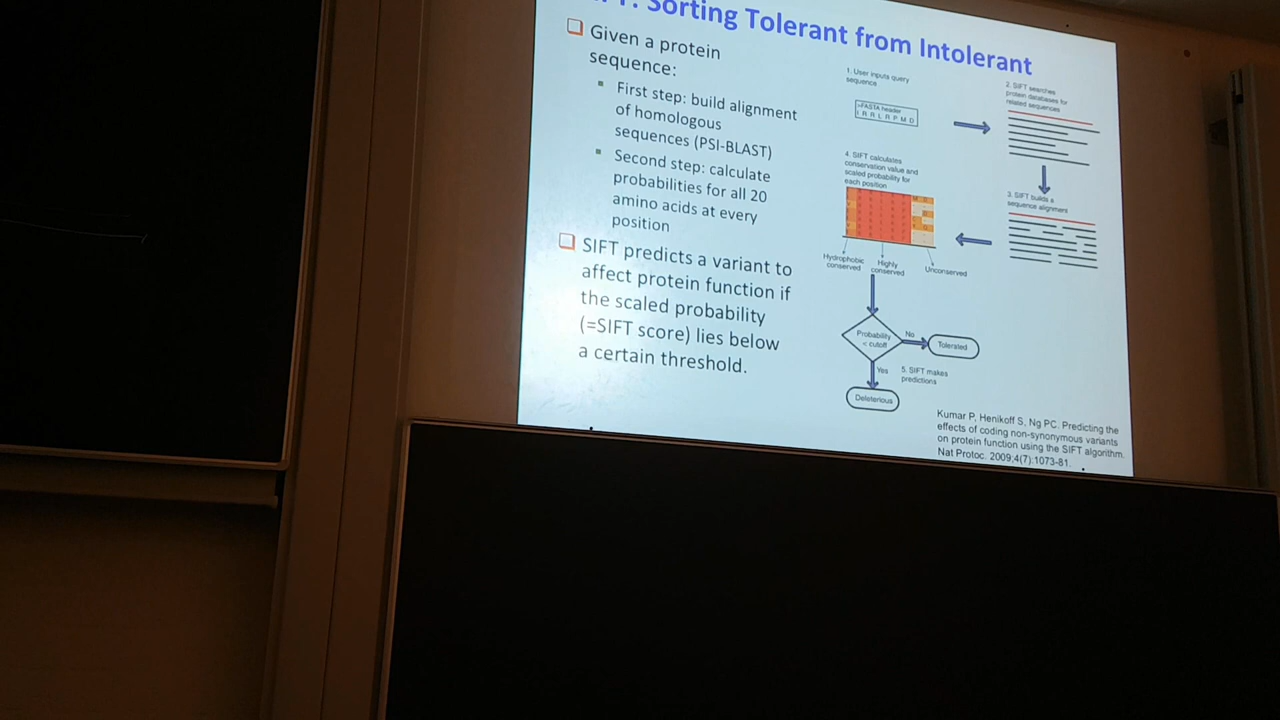 Sorting Tolerant from Intolerant
Given a protein
sequence:
First step: build alignment
of homologous
sequences (PSI-BLAST)
Second step: calculate
probabilities for all 20
amino acids at every
position
SIFT predicts a variant to
affect protein function if
the scaled probability
(=SIFT score) lies below
a certain threshold.
1. User inputs query
sequence
>FASTA header
I R R L R P M D
2. SIFT searches
protein databases for
related sequences
3. SIFT builds a
sequence alignment
4. SIFT calculates
conservation value and
scaled probability for
each position
Hydrophobic
conserved
Highly
conserved
Unconserved
Probability
< cutoff
No
Tolerated
Yes
5. SIFT makes
predictions
Deleterious
Kumar P, Henikoff S, Ng PC. Predicting the
effects of coding non-synonymous variants
on protein function using the SIFT algorithm.
Nat Protoc. 2009;4(7):1073-81.